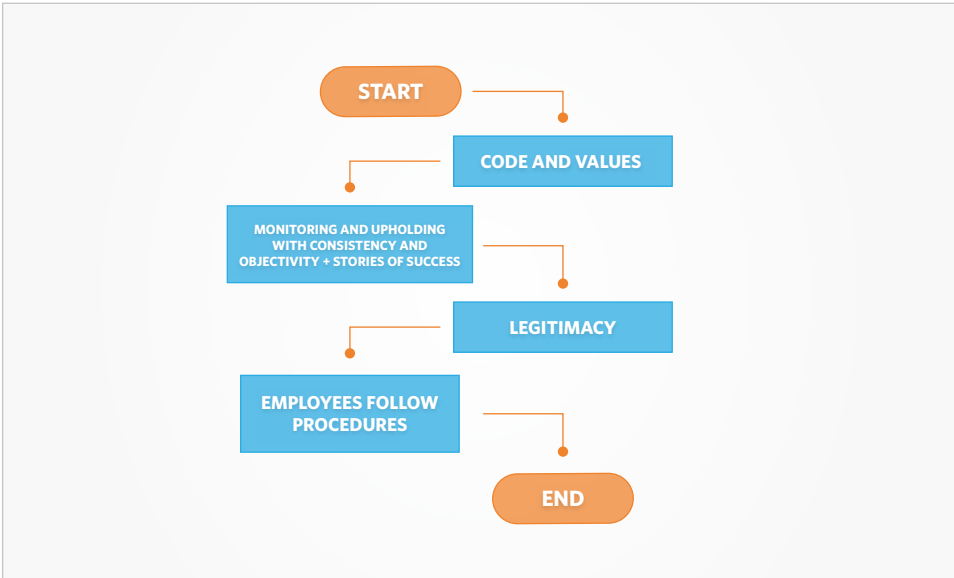 START
CODE AND VALUES
MONITORING AND UPHOLDING
WITH CONSISTENCY AND
OBJECTIVITY + STORIES OF SUCCESS
LEGITIMACY
EMPLOYEES FOLLOW
PROCEDURES
END